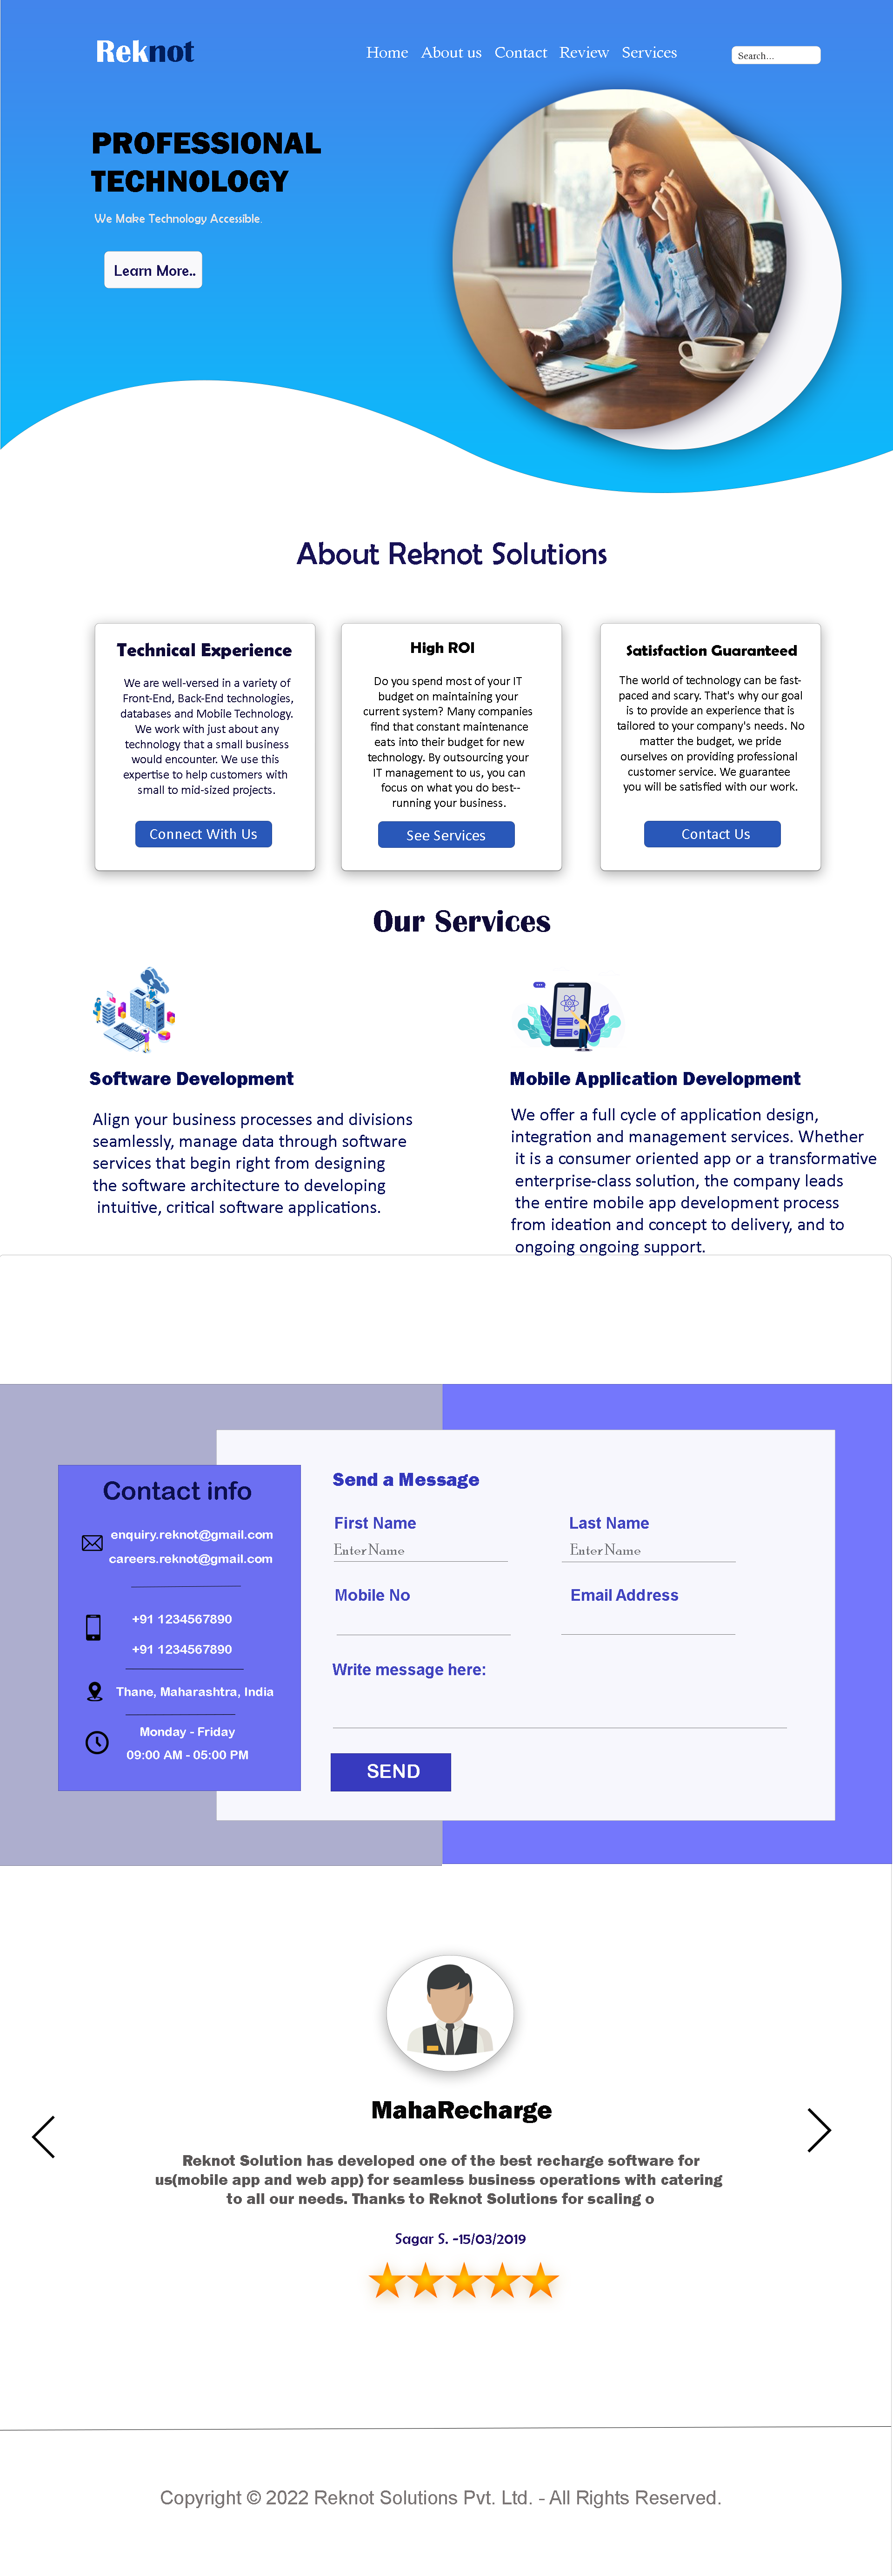 Reknot
Home About us Contact Review Services
Search...
PROFESSIONAL
TECHNOLOGY
We Make Technology Accessible.
Learn More..
About Reknot Solutions
Technical Experience
We are well-versed in a variety of
Front-End, Back-End technologies,
databases and Mobile Technology.
We work with just about any
technology that a small business
would encounter. We use this
expertise to help customers with
small to mid-sized projects.
Connect With Us
High ROI
Do you spend most of your IT
budget on maintaining your
current system? Many companies
find that constant maintenance
eats into their budget for new
technology. By outsourcing your
IT management to us, you can
focus on what you do best--
running your business.
See Services
Satisfaction Guaranteed
The world of technology can be fast-
paced and scary. That's why our goal
is to provide an experience that is
tailored to your company's needs. No
matter the budget, we pride
ourselves on providing professional
customer service. We guarantee
you will be satisfied with our work.
Contact Us
Our Services
Software Development
Align your business processes and divisions
seamlessly, manage data through software
services that begin right from designing
the software architecture to developing
intuitive, critical software applications.
Mobile Application Development
We offer a full cycle of application design,
integration and management services. Whether
it is a consumer oriented app or a transformative
enterprise-class solution, the company leads
the entire mobile app development process
from ideation and concept to delivery, and to
ongoing ongoing support.
Contact info
enquiry.reknot@gmail.com
careers.reknot@gmail.com
+91 1234567890
+91 1234567890
Thane, Maharashtra, India
Monday - Friday
09:00 AM - 05:00 PM
Send a Message
First Name
Last Name
Enter Name
Enter Name
Mobile No
Email Address
Write message here:
SEND
MahaRecharge
Reknot Solution has developed one of the best recharge software for
us(mobile app and web app) for seamless business operations with catering
to all our needs. Thanks to Reknot Solutions for scaling o
Sagar S. -15/03/2019
Copyright © 2022 Reknot Solutions Pvt. Ltd. - All Rights Reserved.